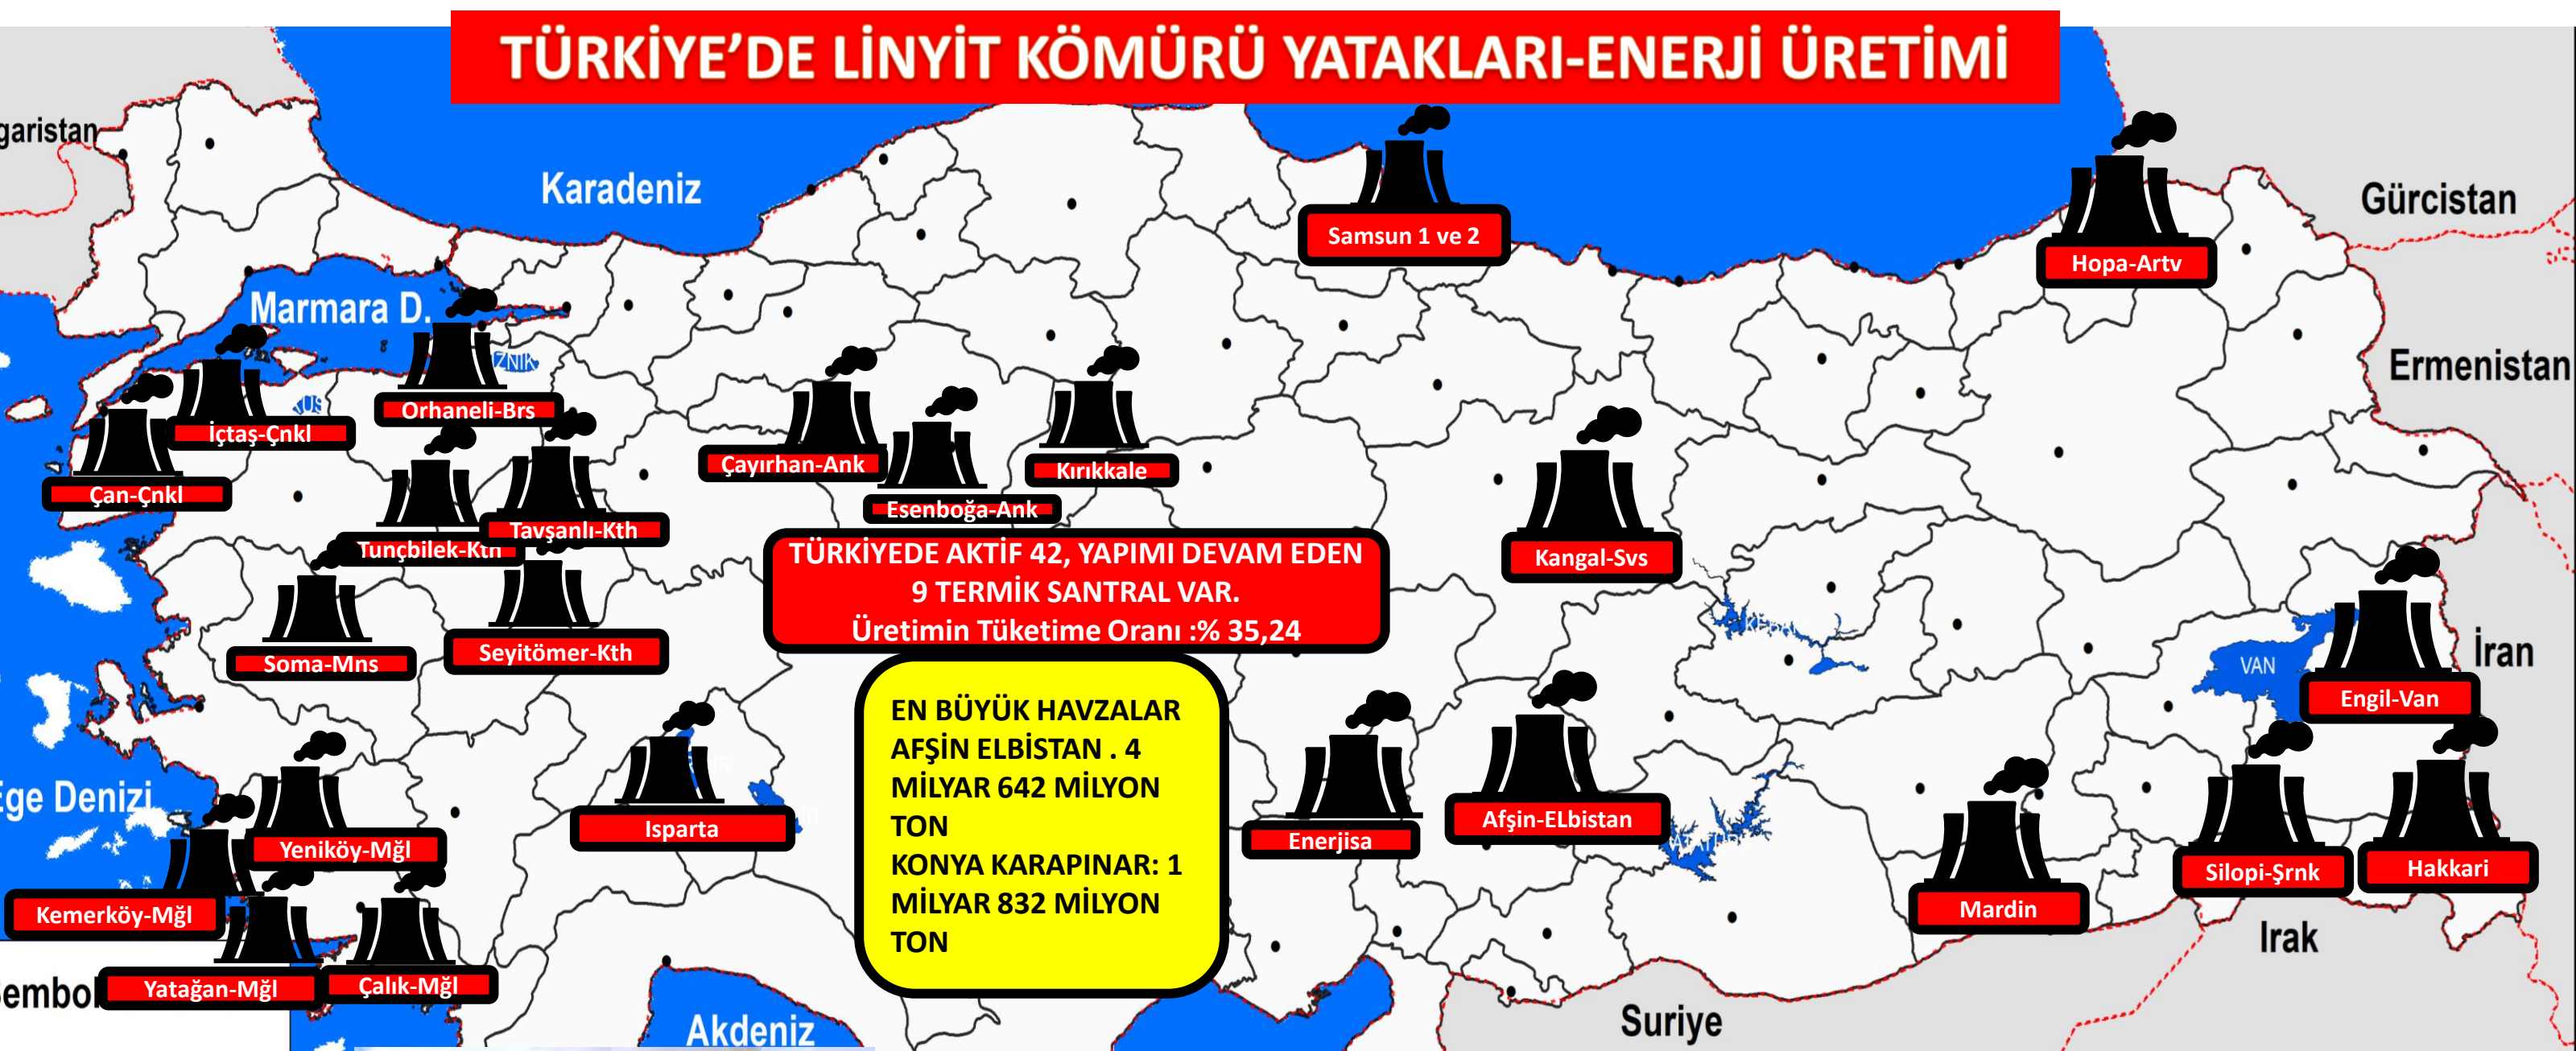 TÜRKİYE’DE LİNYİT KÖMÜRÜ YATAKLARI-ENERJİ ÜRETİMİ
garistan
Karadeniz
Gürcistan
Samsun 1 ve 2
Hopa-Artv
Marmara D.
ZNİK
KUŞ
Ermenistan
Orhaneli-Brs
İçtaş-Çnkl
Çan-Çnkl
Çayırhan-Ank
Kırıkkale
Esenboğa-Ank
Tavşanlı-Kth
Tunçbilek-Kth
Kangal-Svs
TÜRKİYEDE AKTİF 42, YAPIMI DEVAM EDEN
9 TERMİK SANTRAL VAR.
Üretimin Tüketime Oranı :% 35,24
Soma-Mns
Seyitömer-Kth
İran
VAN
Engil-Van
EN BÜYÜK HAVZALAR
AFŞİN ELBİSTAN . 4
MİLYAR 642 MİLYON
TON
KONYA KARAPINAR: 1
MİLYAR 832 MİLYON
TON
Ege Denizi
Isparta
Enerjisa
Afşin-ELbistan
Yeniköy-Mğl
Silopi-Şrnk
Hakkari
Kemerköy-Mğl
Mardin
Irak
embol
Yatağan-Mğl
Çalık-Mğl
Akdeniz
Suriye